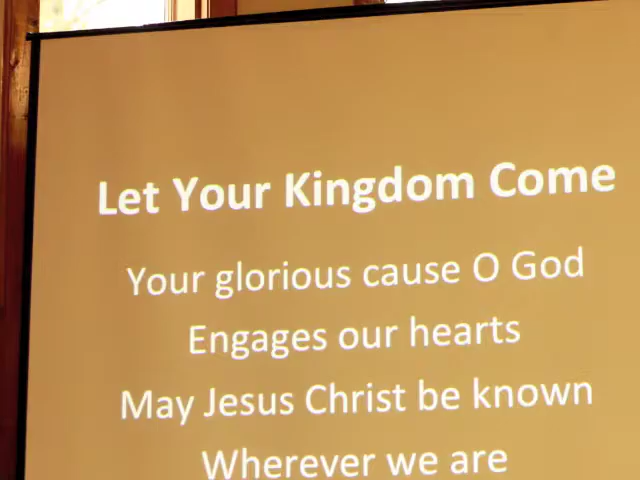 Let Your Kingdom Come
Your glorious cause O God
Engages our hearts
May Jesus Christ be known
Wherever we are